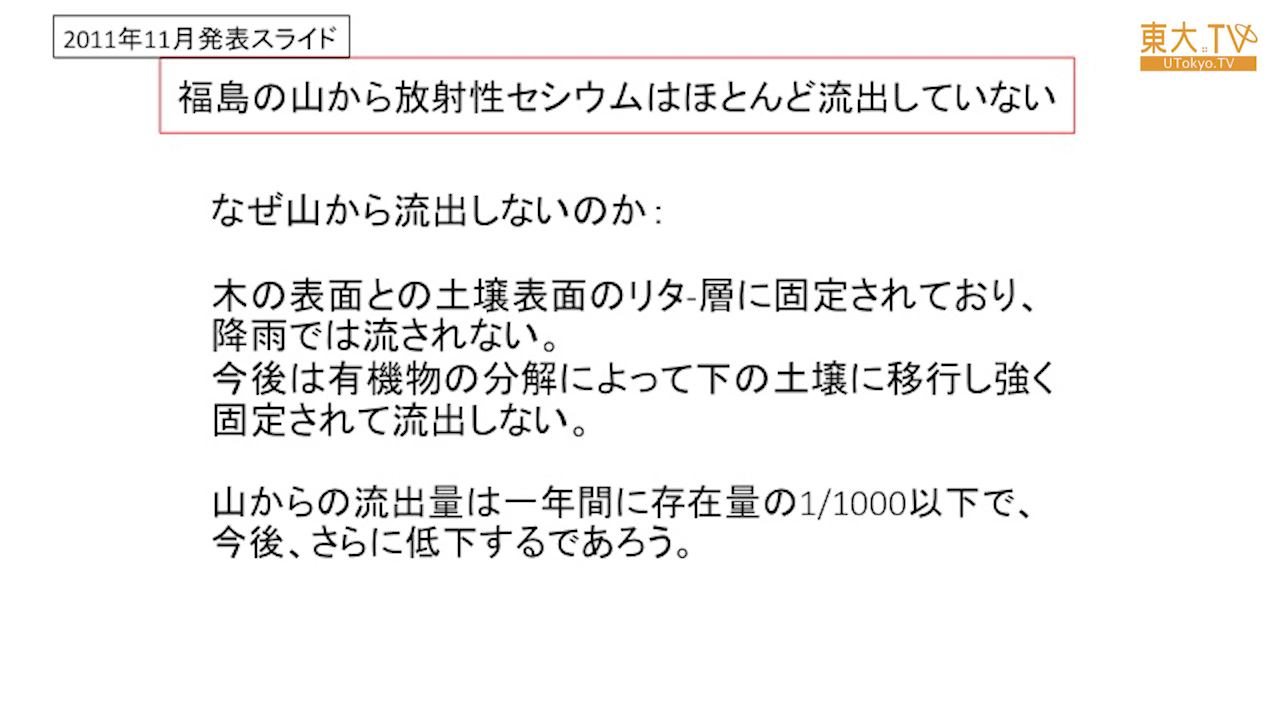 2011年11月発表スライド
東大.TV
UTokyo.TV
福島の山から放射性セシウムはほとんど流出していない
なぜ山から流出しないのか：
木の表面との土壌表面のリタ-層に固定されており、
降雨では流されない。
今後は有機物の分解によって下の土壌に移行し強く
固定されて流出しない。
山からの流出量は一年間に存在量の1/1000以下で、
今後、さらに低下するであろう。